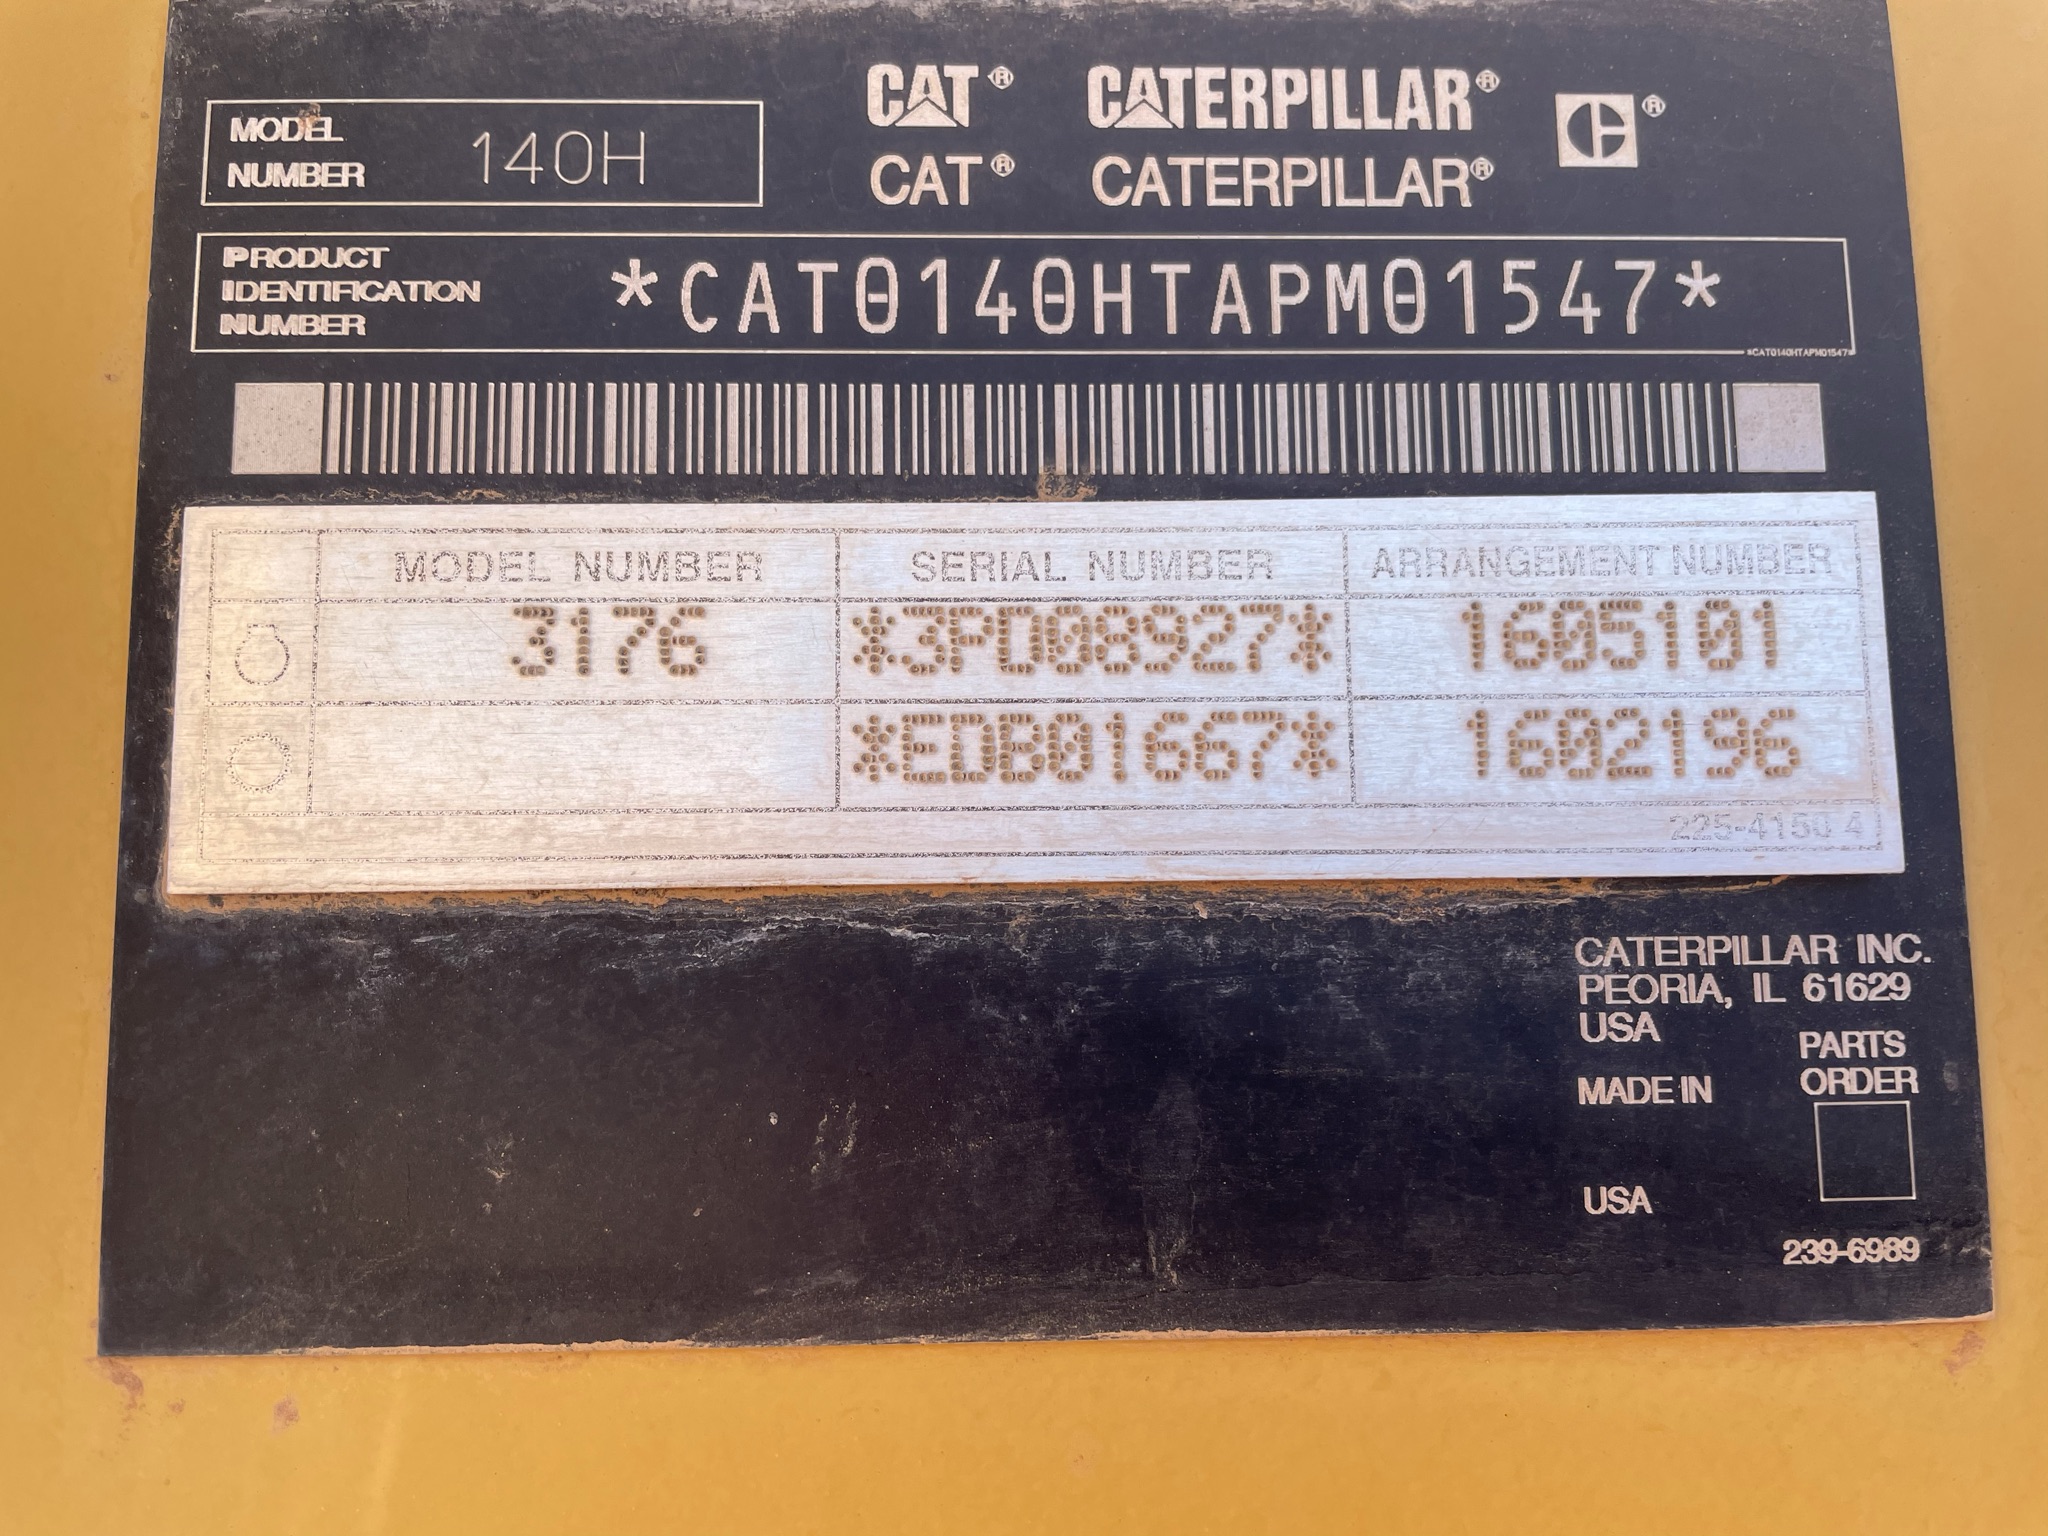 CAT® CATERPILLAR®
MODEL NUMBER 140H
CAT® CATERPILLAR®
PRODUCT IDENTIFICATION NUMBER *CAT0140HTAPM01547*
*CAT0140HTAPM01547*
MODEL NUMBER SERIAL NUMBER ARRANGEMENT NUMBER
3176 *3PD08927* 1605101
*EDB01667* 1602196
225-4150 4
CATERPILLAR INC.
PEORIA, IL 61629
USA
PARTS ORDER
MADE IN
USA
239-6989